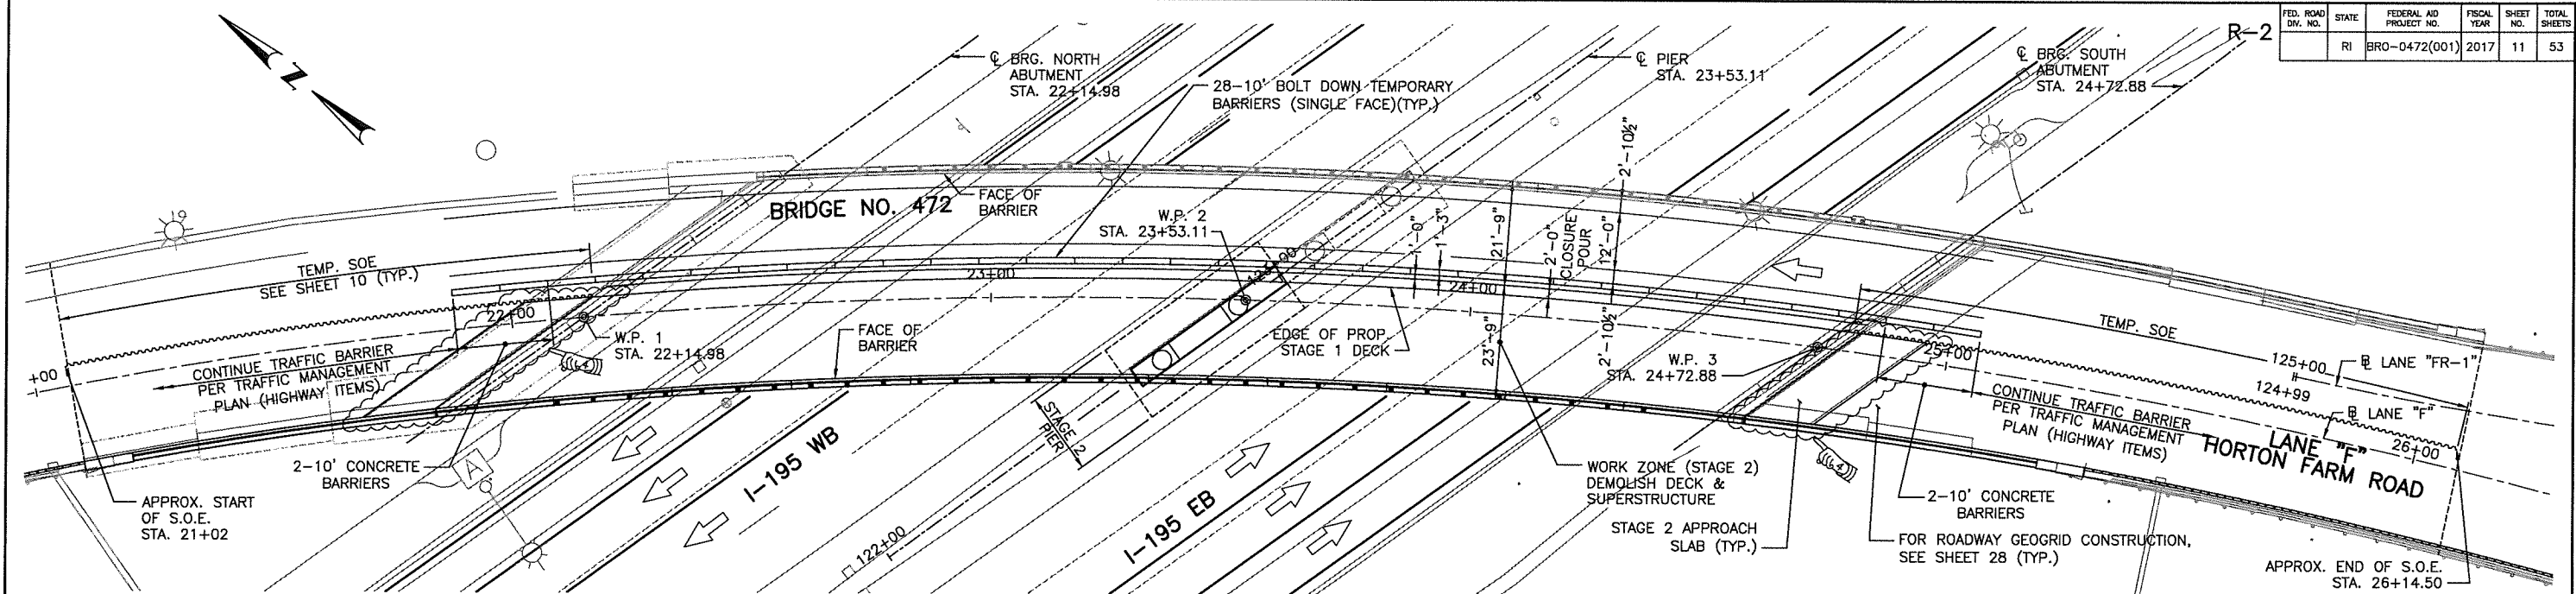 R-2
FED. ROAD DIV. NO. STATE FEDERAL AID PROJECT NO. FISCAL YEAR SHEET NO. TOTAL SHEETS
RI BRO-0472(001) 2017 11 53
N
℄ BRG. NORTH
ABUTMENT
STA. 22+14.98
28-10' BOLT DOWN TEMPORARY
BARRIERS (SINGLE FACE)(TYP.)
℄ PIER
STA. 23+53.11
℄ BRG. SOUTH
ABUTMENT
STA. 24+72.88
FACE OF
BARRIER
BRIDGE NO. 472
W.P. 2
STA. 23+53.11
1'-0"
1'-3"
21'-9"
2'-0"
CLOSURE
POUR
12'-0"
2'-10½"
TEMP. SOE
SEE SHEET 10 (TYP.)
22+00
23+00
24+00
25+00
26+00
+00
W.P. 1
STA. 22+14.98
CONTINUE TRAFFIC BARRIER
PER TRAFFIC MANAGEMENT
PLAN (HIGHWAY ITEMS)
FACE OF
BARRIER
EDGE OF PROP
STAGE 1 DECK
23'-9"
2'-10½"
W.P. 3
STA. 24+72.88
TEMP. SOE
125+00
124+99
LANE "FR-1"
LANE "F"
CONTINUE TRAFFIC BARRIER
PER TRAFFIC MANAGEMENT
PLAN (HIGHWAY ITEMS)
LANE "F"
HORTON FARM ROAD
STAGE 2
PIER
2-10' CONCRETE
BARRIERS
A
I-195 WB
I-195 EB
122+00
APPROX. START
OF S.O.E.
STA. 21+02
WORK ZONE (STAGE 2)
DEMOLISH DECK &
SUPERSTRUCTURE
STAGE 2 APPROACH
SLAB (TYP.)
2-10' CONCRETE
BARRIERS
FOR ROADWAY GEOGRID CONSTRUCTION,
SEE SHEET 28 (TYP.)
APPROX. END OF S.O.E.
STA. 26+14.50